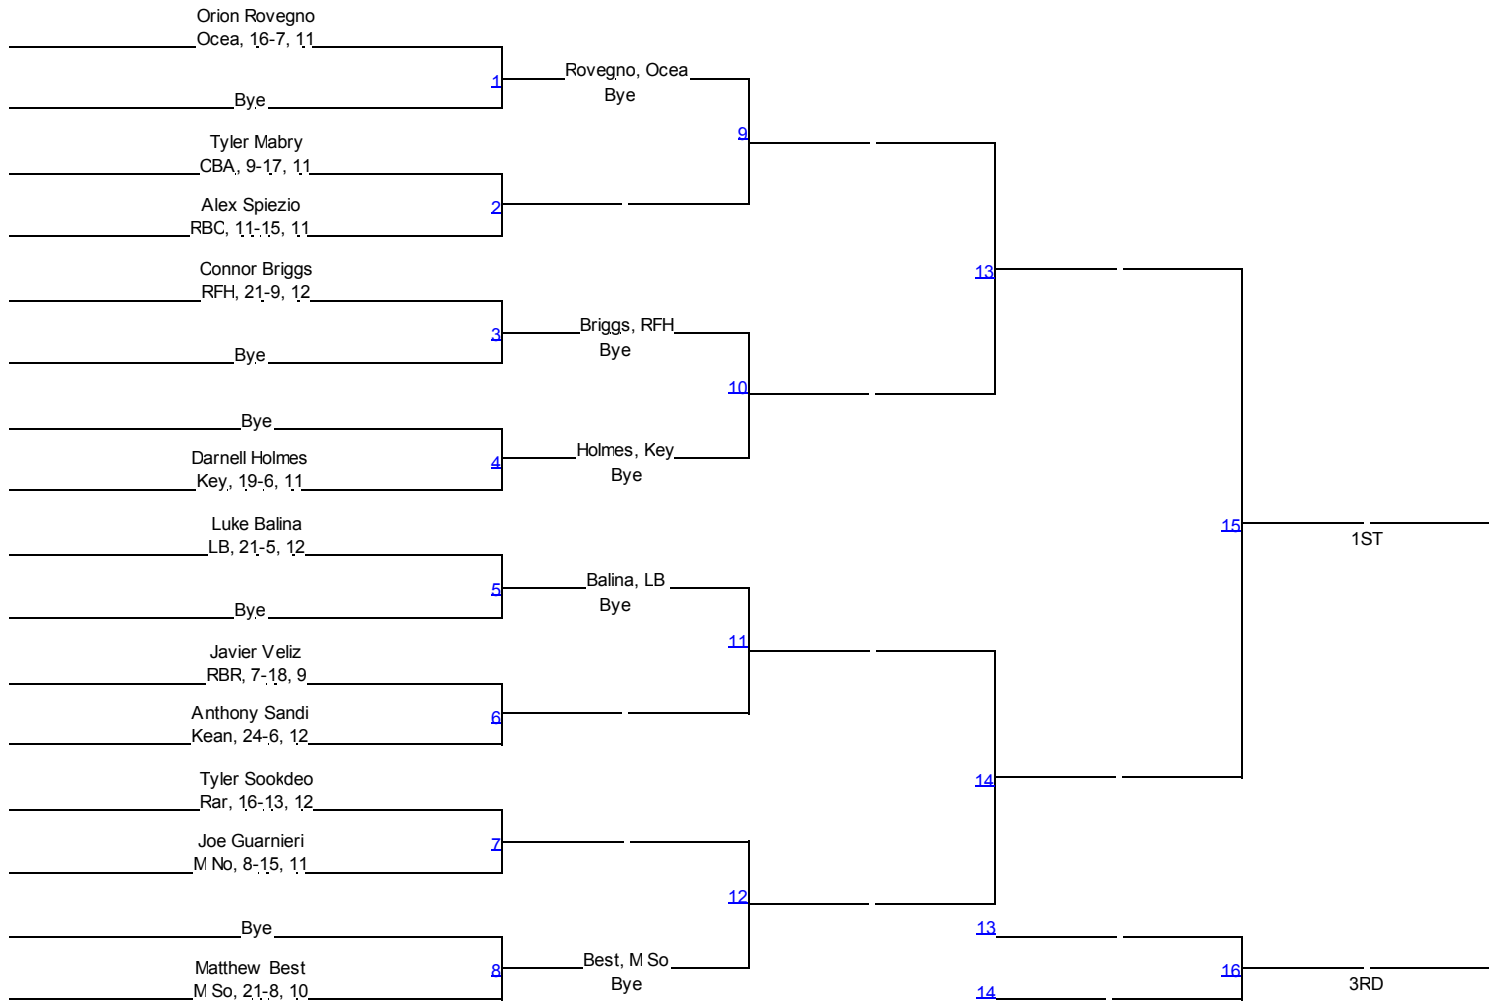 Orion Rovegno
Ocea, 16-7, 11
1
Bye
Rovegno, Ocea
Bye
9
Tyler Mabry
CBA, 9-17, 11
2
Alex Spiezio
RBC, 11-15, 11
13
Connor Briggs
RFH, 21-9, 12
3
Bye
Briggs, RFH
Bye
10
Bye
4
Darnell Holmes
Key, 19-6, 11
Holmes, Key
Bye
15
1ST
Luke Balina
LB, 21-5, 12
5
Bye
Balina, LB
Bye
11
Javier Veliz
RBR, 7-18, 9
6
Anthony Sandi
Kean, 24-6, 12
14
Tyler Sookdeo
Rar, 16-13, 12
7
Joe Guarnieri
M No, 8-15, 11
12
Bye
8
Matthew Best
M So, 21-8, 10
Best, M So
Bye
13
16
3RD
14